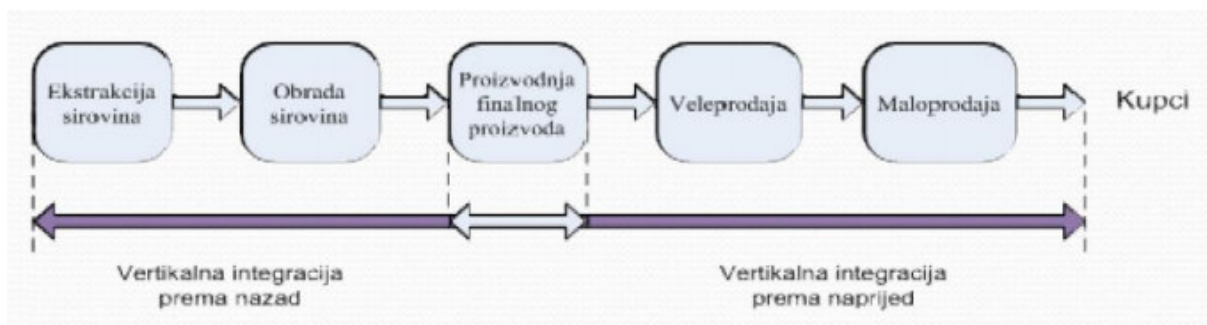 Ekstrakcija
sirovina
Obrada
sirovina
Proizvodnja
finalnog
proizvoda
Veleprodaja
Maloprodaja
Kupci
Vertikalna integracija
prema nazad
Vertikalna integracija
prema naprijed